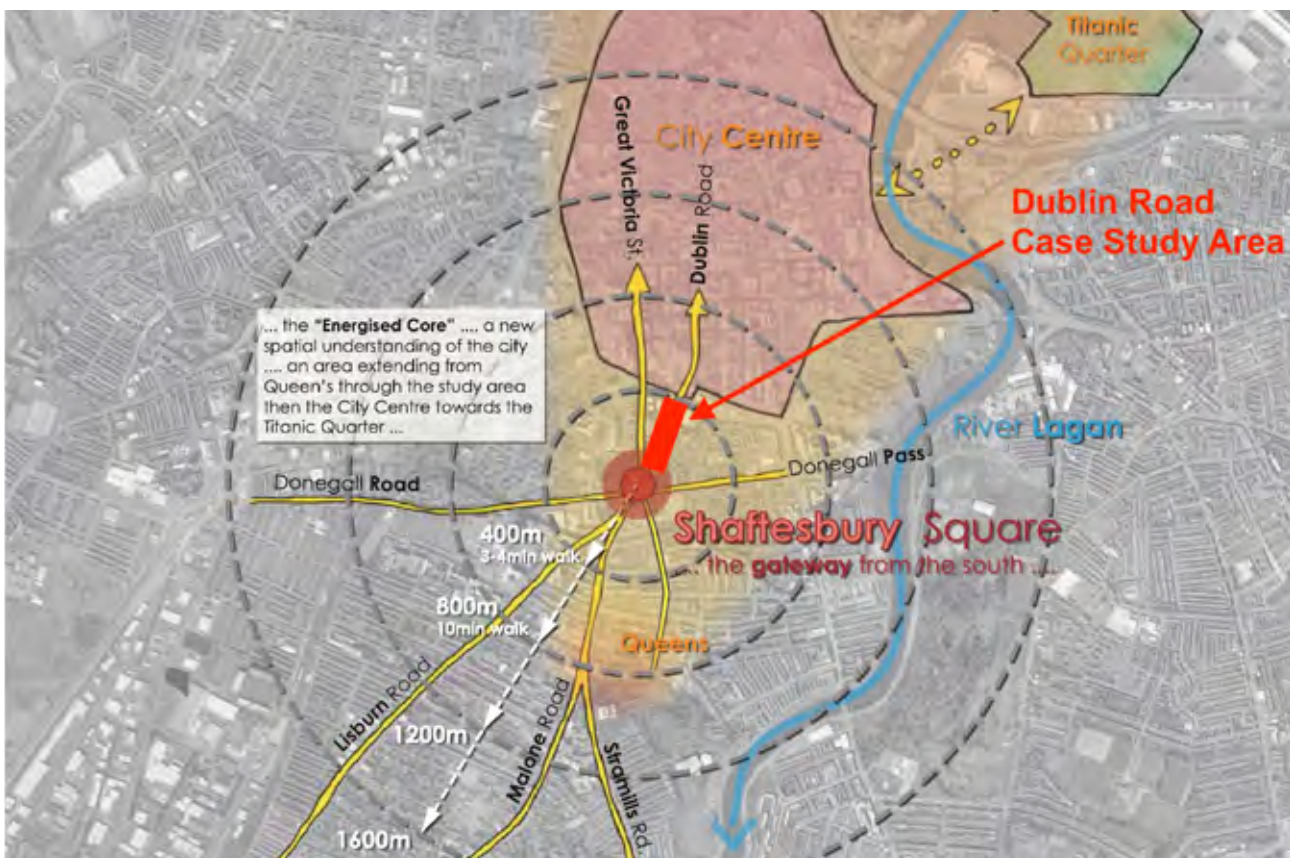 Titanic
Quarter
City Centre
Great Victoria St.
Dublin Road
Dublin Road
Case Study Area
.... the "Energised Core" .... a new
spatial understanding of the city
.... an area extending from
Queen's through the study area
then the City Centre towards the
Titanic Quarter ...
River Lagan
Donegall Road
Donegall Pass
Shaftesbury Square
.... the gateway from the south ....
400m
3-4min walk
800m
10min walk
Queens
Lisburn Road
1200m
Malone Road
Stramills Rd.
1600m